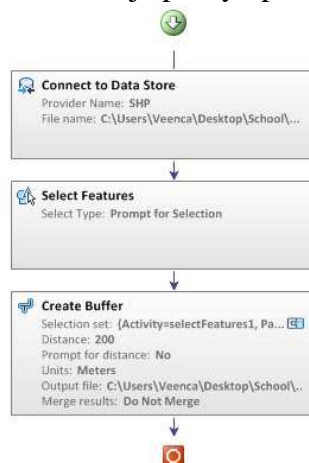 Connect to Data Store
Provider Name: SHP
File name: C:\Users\Veenca\Desktop\School\...
Select Features
Select Type: Prompt for Selection
Create Buffer
Selection set: {Activity=selectFeatures1, Pa...
Distance: 200
Prompt for distance: No
Units: Meters
Output file: C:\Users\Veenca\Desktop\School\..
Merge results: Do Not Merge